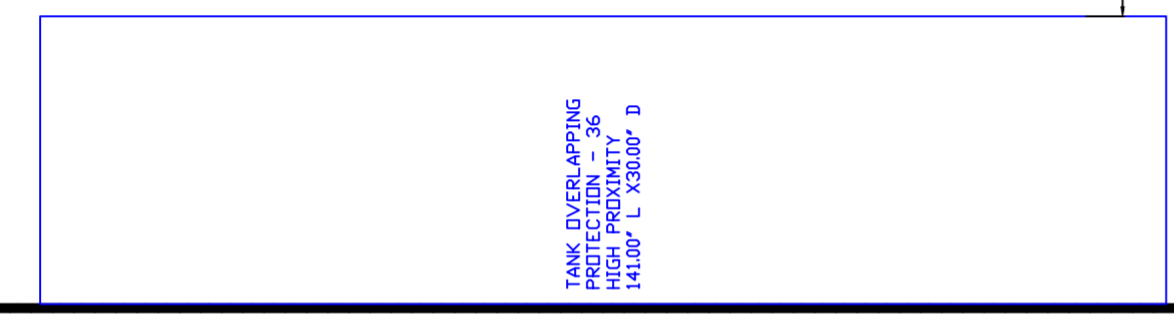 TANK OVERLAPPING
PROTECTION - 36
HIGH PROXIMITY
141.00" L X30.00" D